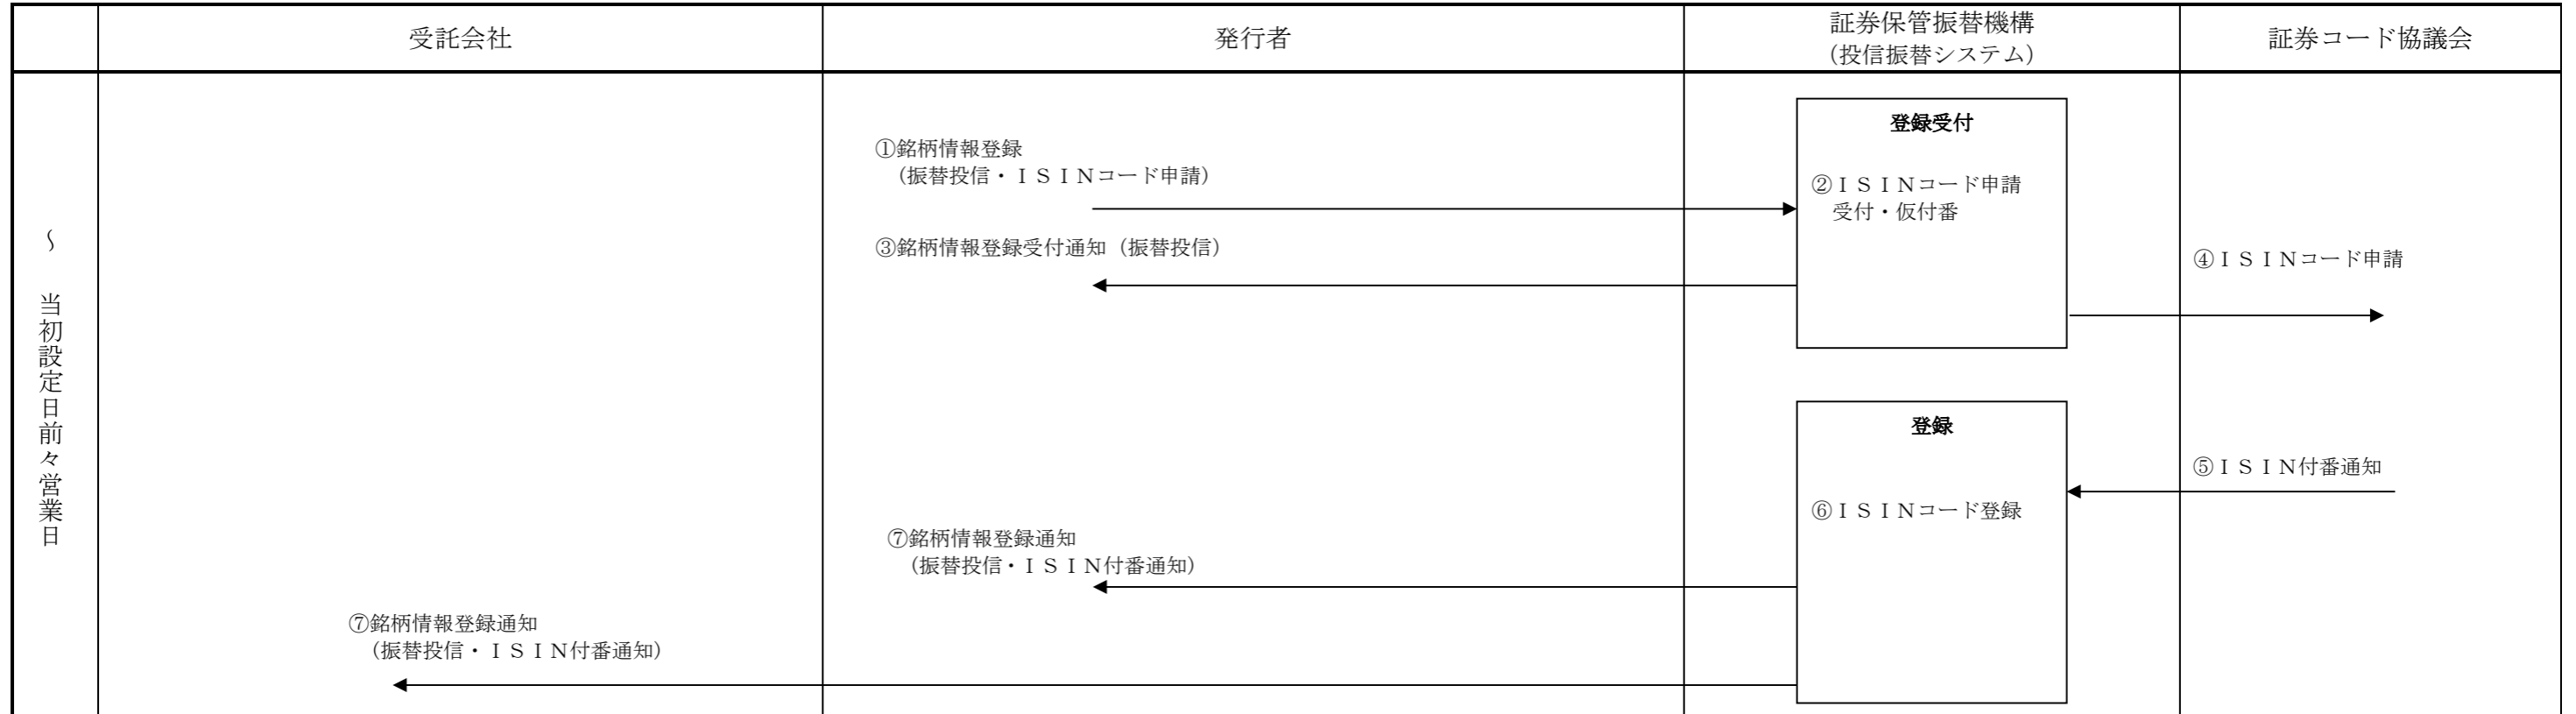 受託会社
発行者
証券保管振替機構
(投信振替システム)
証券コード協議会
～ 当初設定日前々営業日
登録受付
①銘柄情報登録
(振替投信・ＩＳＩＮコード申請)
②ＩＳＩＮコード申請
受付・仮付番
③銘柄情報登録受付通知（振替投信）
④ＩＳＩＮコード申請
登録
⑤ＩＳＩＮ付番通知
⑥ＩＳＩＮコード登録
⑦銘柄情報登録通知
(振替投信・ＩＳＩＮ付番通知)
⑦銘柄情報登録通知
(振替投信・ＩＳＩＮ付番通知)